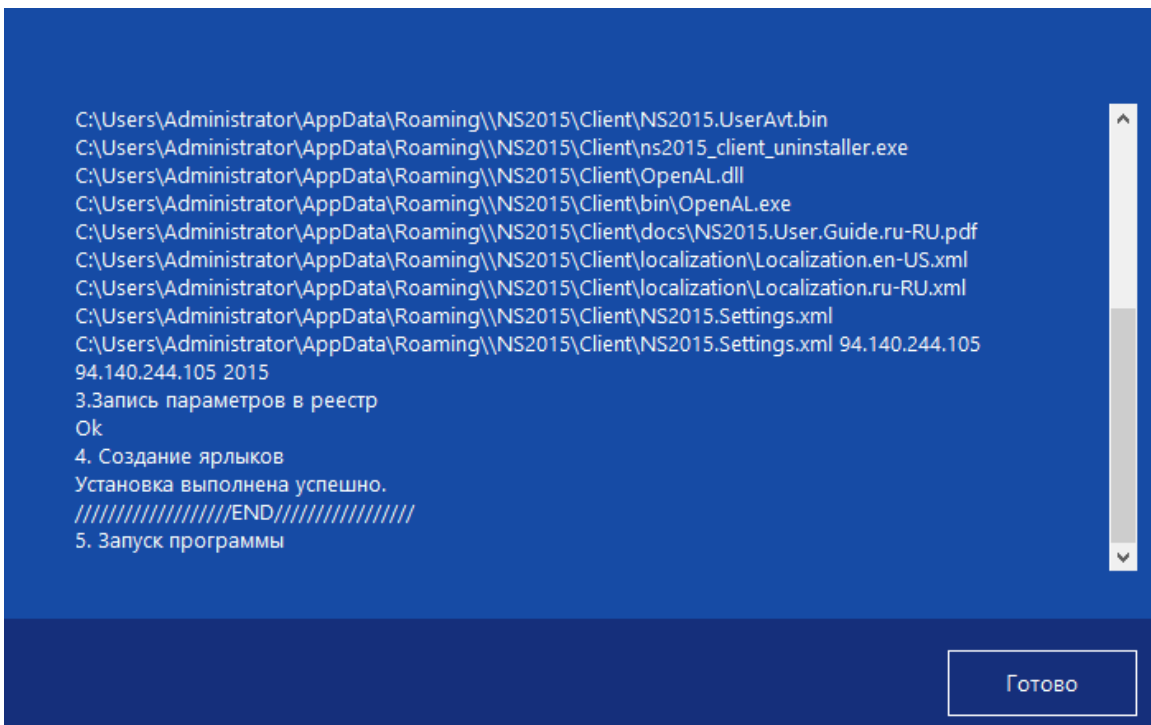 C:\Users\Administrator\AppData\Roaming\\NS2015\Client\NS2015.UserAvt.bin
C:\Users\Administrator\AppData\Roaming\\NS2015\Client\ns2015_client_uninstaller.exe
C:\Users\Administrator\AppData\Roaming\\NS2015\Client\OpenAL.dll
C:\Users\Administrator\AppData\Roaming\\NS2015\Client\bin\OpenAL.exe
C:\Users\Administrator\AppData\Roaming\\NS2015\Client\docs\NS2015.User.Guide.ru-RU.pdf
C:\Users\Administrator\AppData\Roaming\\NS2015\Client\localization\Localization.en-US.xml
C:\Users\Administrator\AppData\Roaming\\NS2015\Client\localization\Localization.ru-RU.xml
C:\Users\Administrator\AppData\Roaming\\NS2015\Client\NS2015.Settings.xml
C:\Users\Administrator\AppData\Roaming\\NS2015\Client\NS2015.Settings.xml 94.140.244.105
94.140.244.105 2015
3.Запись параметров в реестр
Ok
4. Создание ярлыков
Установка выполнена успешно.
///////////////////END/////////////////
5. Запуск программы
Готово